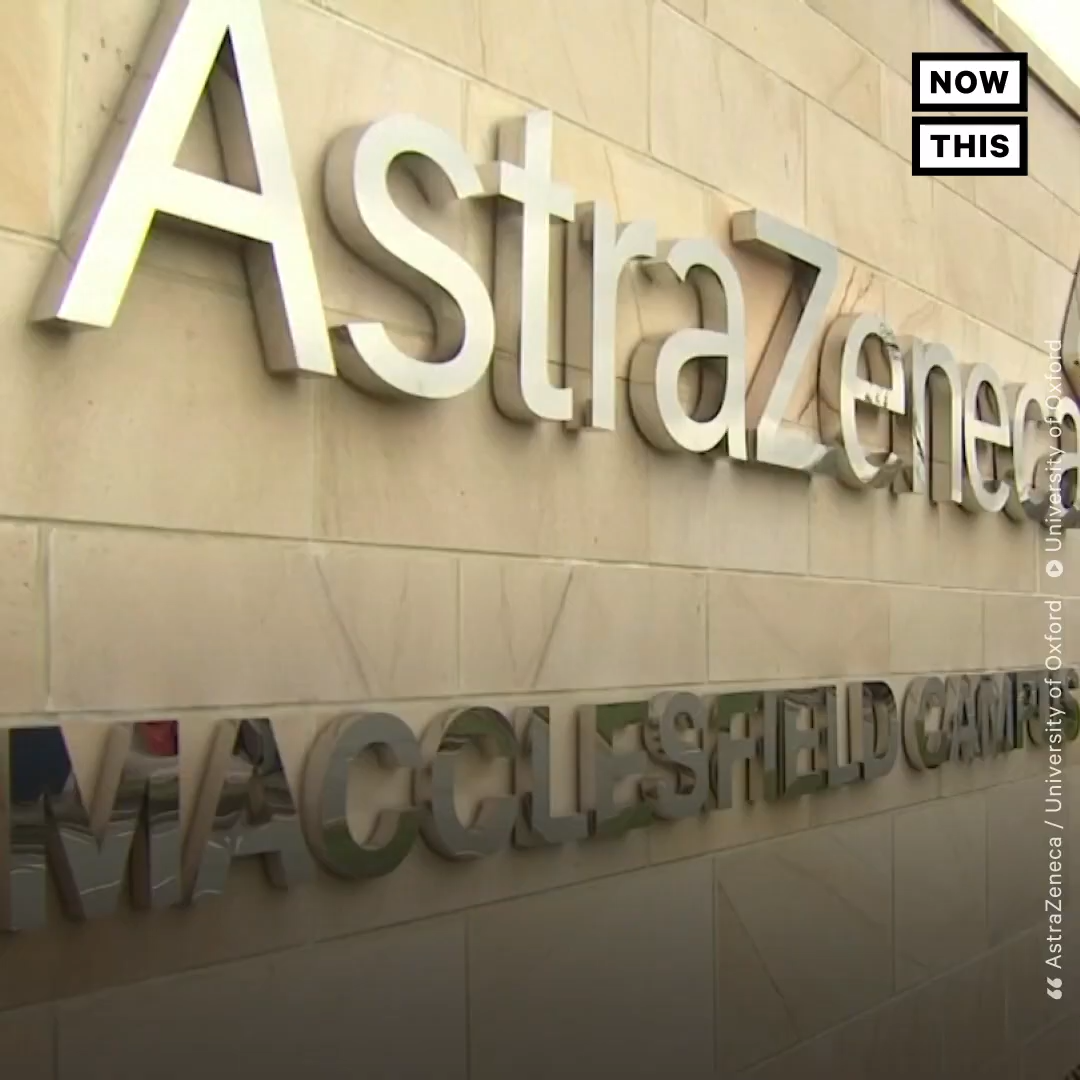 NOW
THIS
AstraZeneca
MACCLESFIELD CAMPUS
AstraZeneca / University of Oxford University of Oxford